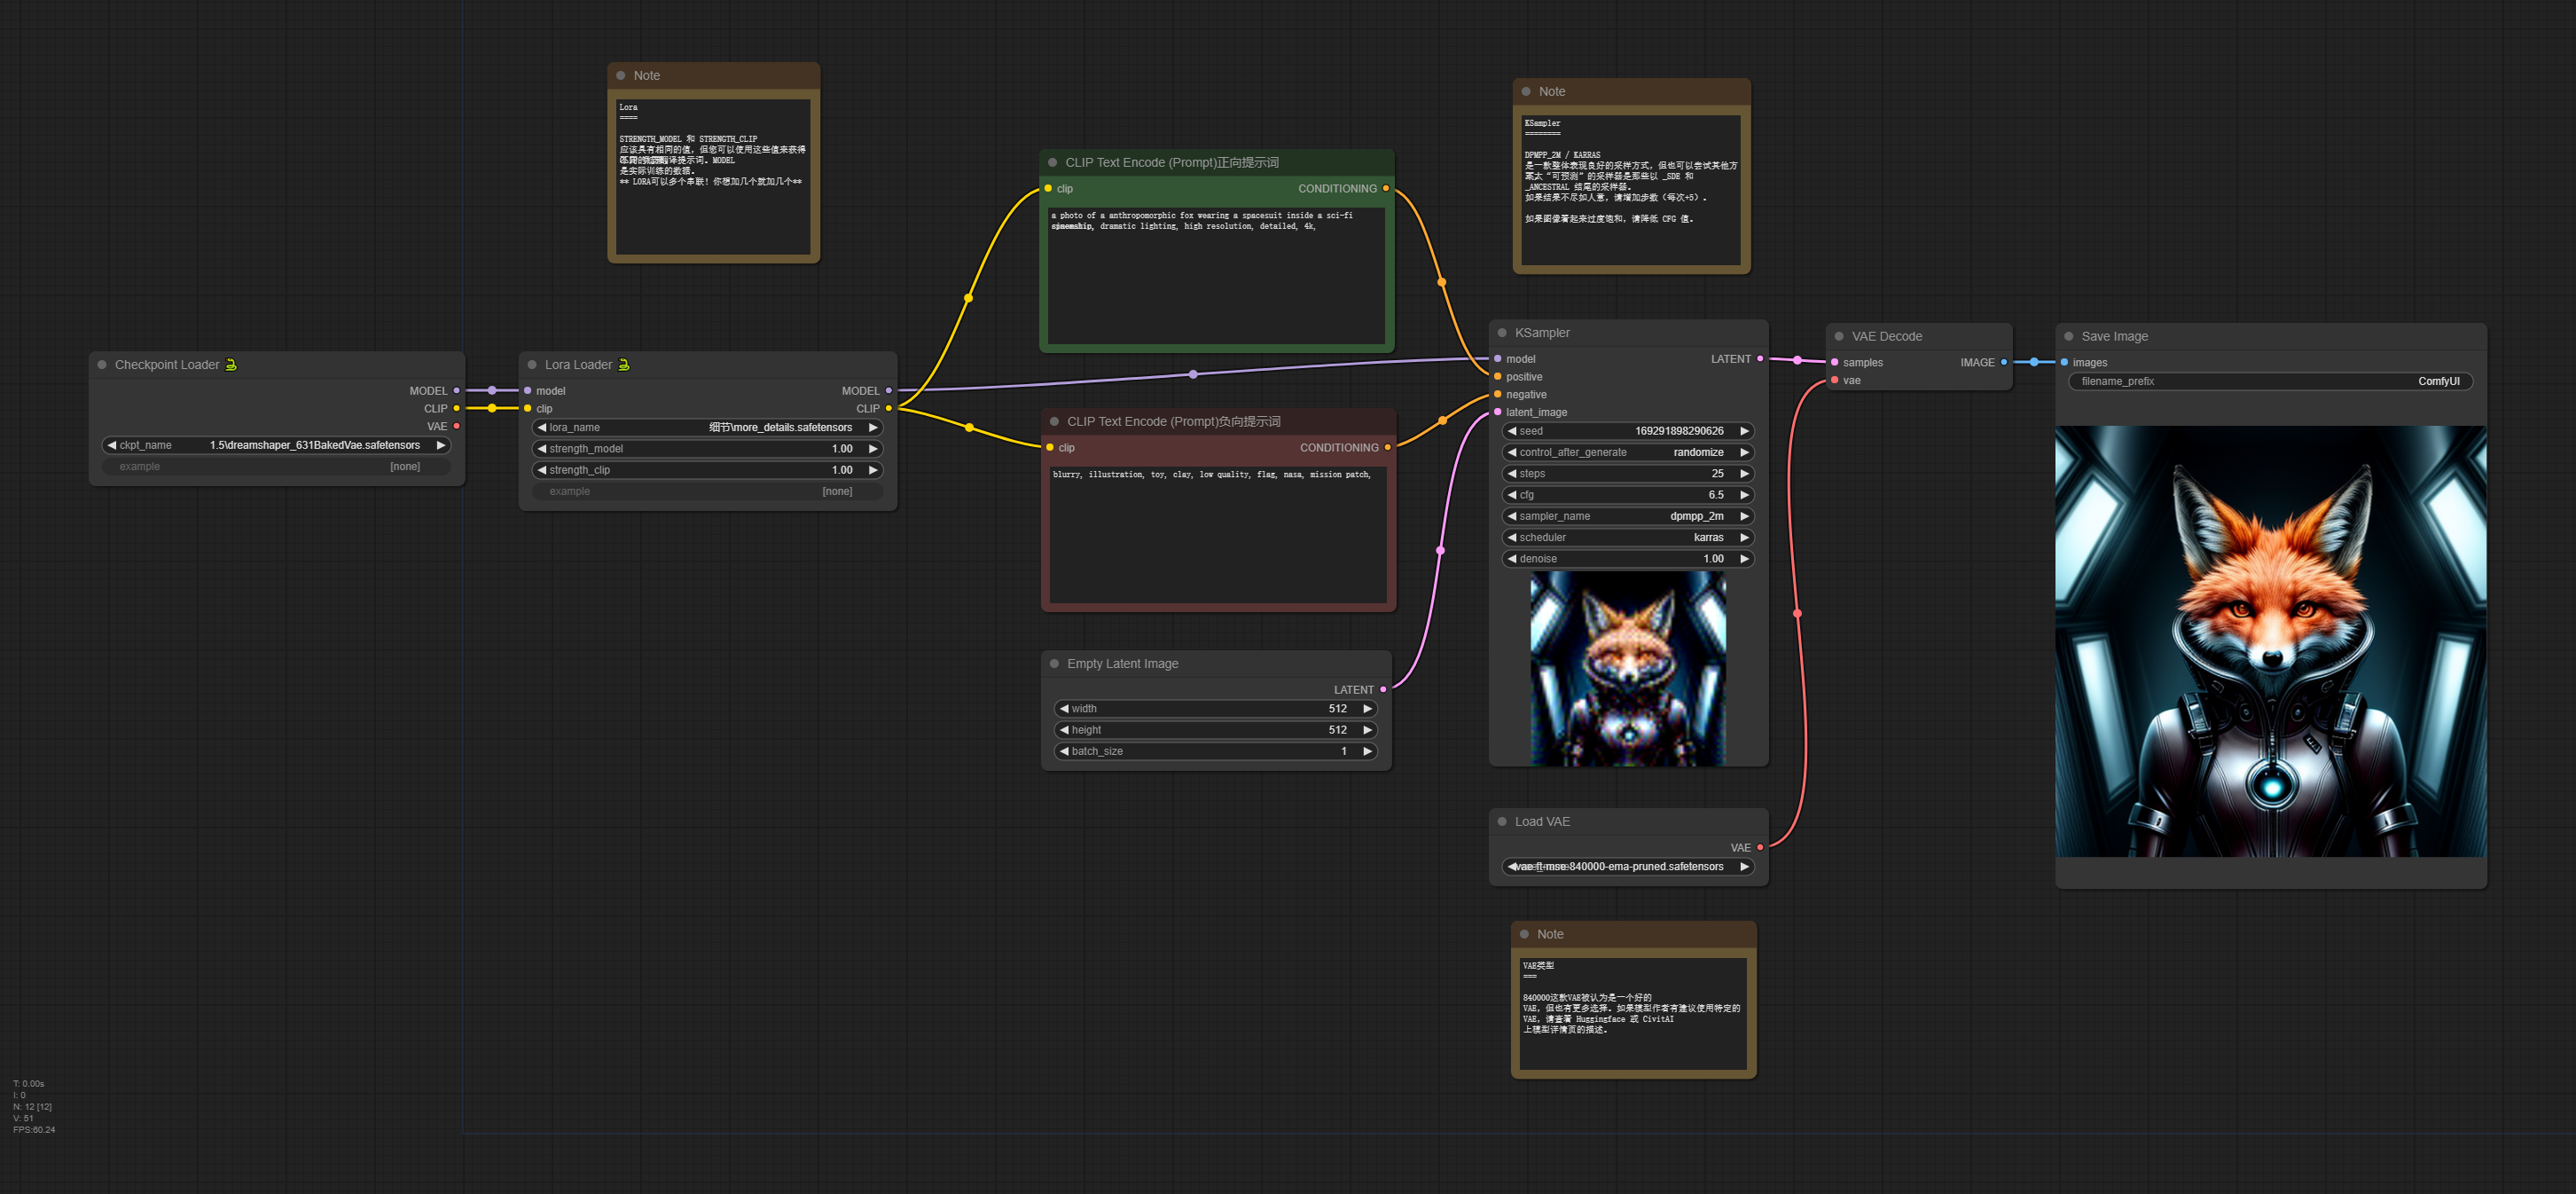 Note
Lora
====
STRENGTH_MODEL 和 STRENGTH_CLIP
应该具有相同的值，但您可以使用这些值来获得
翻译提示词。MODEL
是实际训练的数据。
** LORA可以多个串联！你想加几个就加几个**
Note
KSampler
========
DPMPP_2M / KARRAS
是一款整体表现良好的采样方式，但也可以尝试其他方
“可预测”的采样器是那些以 _SDE 和
_ANCESTRAL 结尾的采样器。
如果结果不尽如人意，请增加步数（每次+5）。
如果图像看起来过度饱和，请降低 CFG 值。
CLIP Text Encode (Prompt)正向提示词
clip
CONDITIONING
a photo of a anthropomorphic fox wearing a spacesuit inside a sci-fi
dramatic lighting, high resolution, detailed, 4k,
Checkpoint Loader
MODEL
CLIP
VAE
ckpt_name 1.5\dreamshaper_631BakedVae.safetensors
example [none]
Lora Loader
model MODEL
clip CLIP
lora_name 细节\more_details.safetensors
strength_model 1.00
strength_clip 1.00
example [none]
CLIP Text Encode (Prompt)负向提示词
clip CONDITIONING
blurry, illustration, toy, clay, low quality, flag, nasa, mission patch,
Empty Latent Image
LATENT
width 512
height 512
batch_size 1
KSampler
model LATENT
positive
negative
latent_image
seed 169291898290626
control_after_generate randomize
steps 25
cfg 6.5
sampler_name dpmpp_2m
scheduler karras
denoise 1.00
Load VAE
VAE
vae-ft-mse-840000-ema-pruned.safetensors
Note
VAE类型
===
840000这款VAE被认为是一个好的
VAE，但也有更多选择。如果模型作者有建议使用特定的
VAE，请查看 Huggingface 或 CivitAI
上模型详情页的描述。
VAE Decode
samples IMAGE
vae
Save Image
images
filename_prefix ComfyUI
T: 0.00s
I: 0
N: 12 [12]
V: 51
FPS:60.24